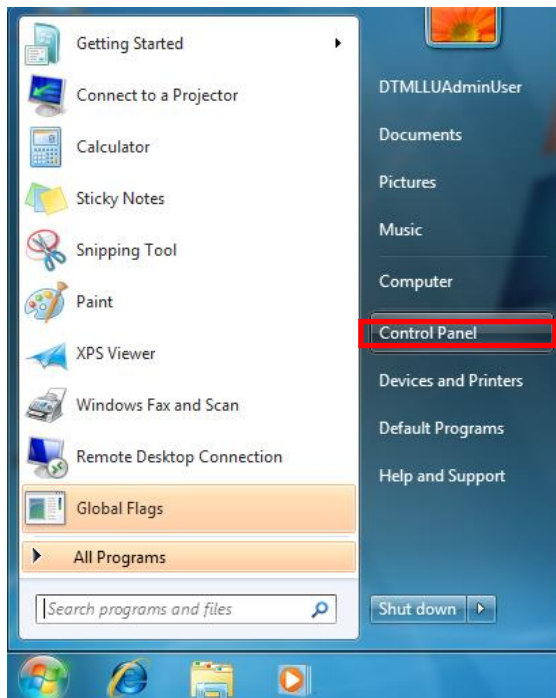 Getting Started
Connect to a Projector
Calculator
Sticky Notes
Snipping Tool
Paint
XPS Viewer
Windows Fax and Scan
Remote Desktop Connection
Global Flags
All Programs
Search programs and files
DTMLLUAdminUser
Documents
Pictures
Music
Computer
Control Panel
Devices and Printers
Default Programs
Help and Support
Shut down